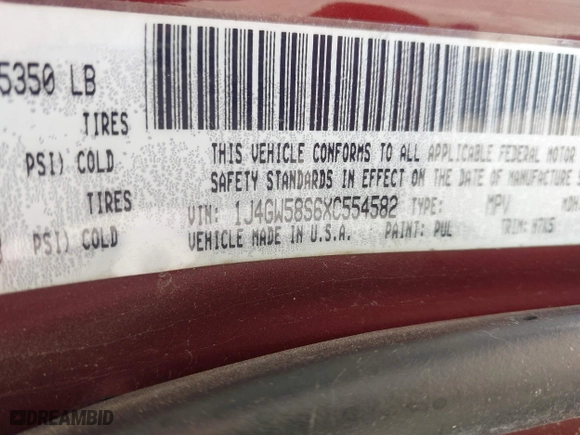 5350 LB
TIRES
PSI) COLD
PSI) COLD
THIS VEHICLE CONFORMS TO ALL APPLICABLE FEDERAL MOTOR
SAFETY STANDARDS IN EFFECT ON THE DATE OF MANUFACTURE S
VIN: 1J4GW58S6XC554582 TYPE: MPV
VEHICLE MADE IN U.S.A. PAINT: PUL TRIM:
DREAMBID